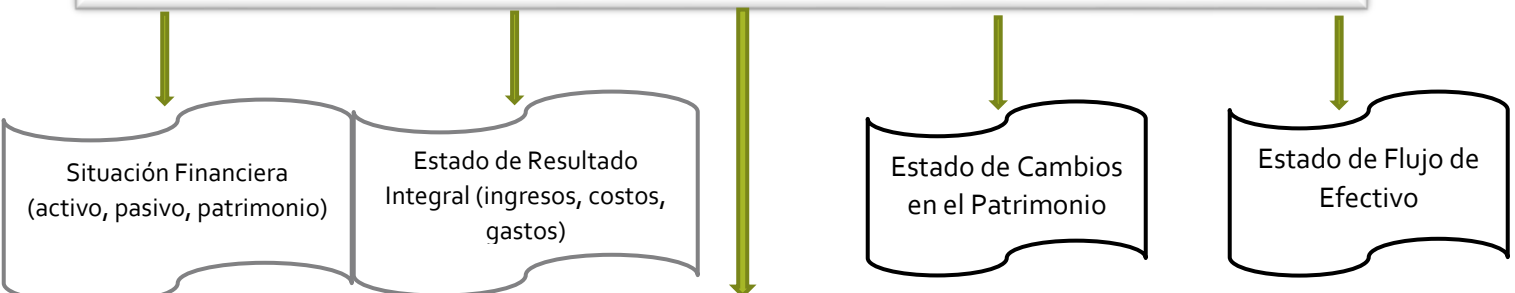 Situación Financiera
(activo, pasivo, patrimonio)
Estado de Resultado
Integral (ingresos, costos,
gastos)
Estado de Cambios
en el Patrimonio
Estado de Flujo de
Efectivo